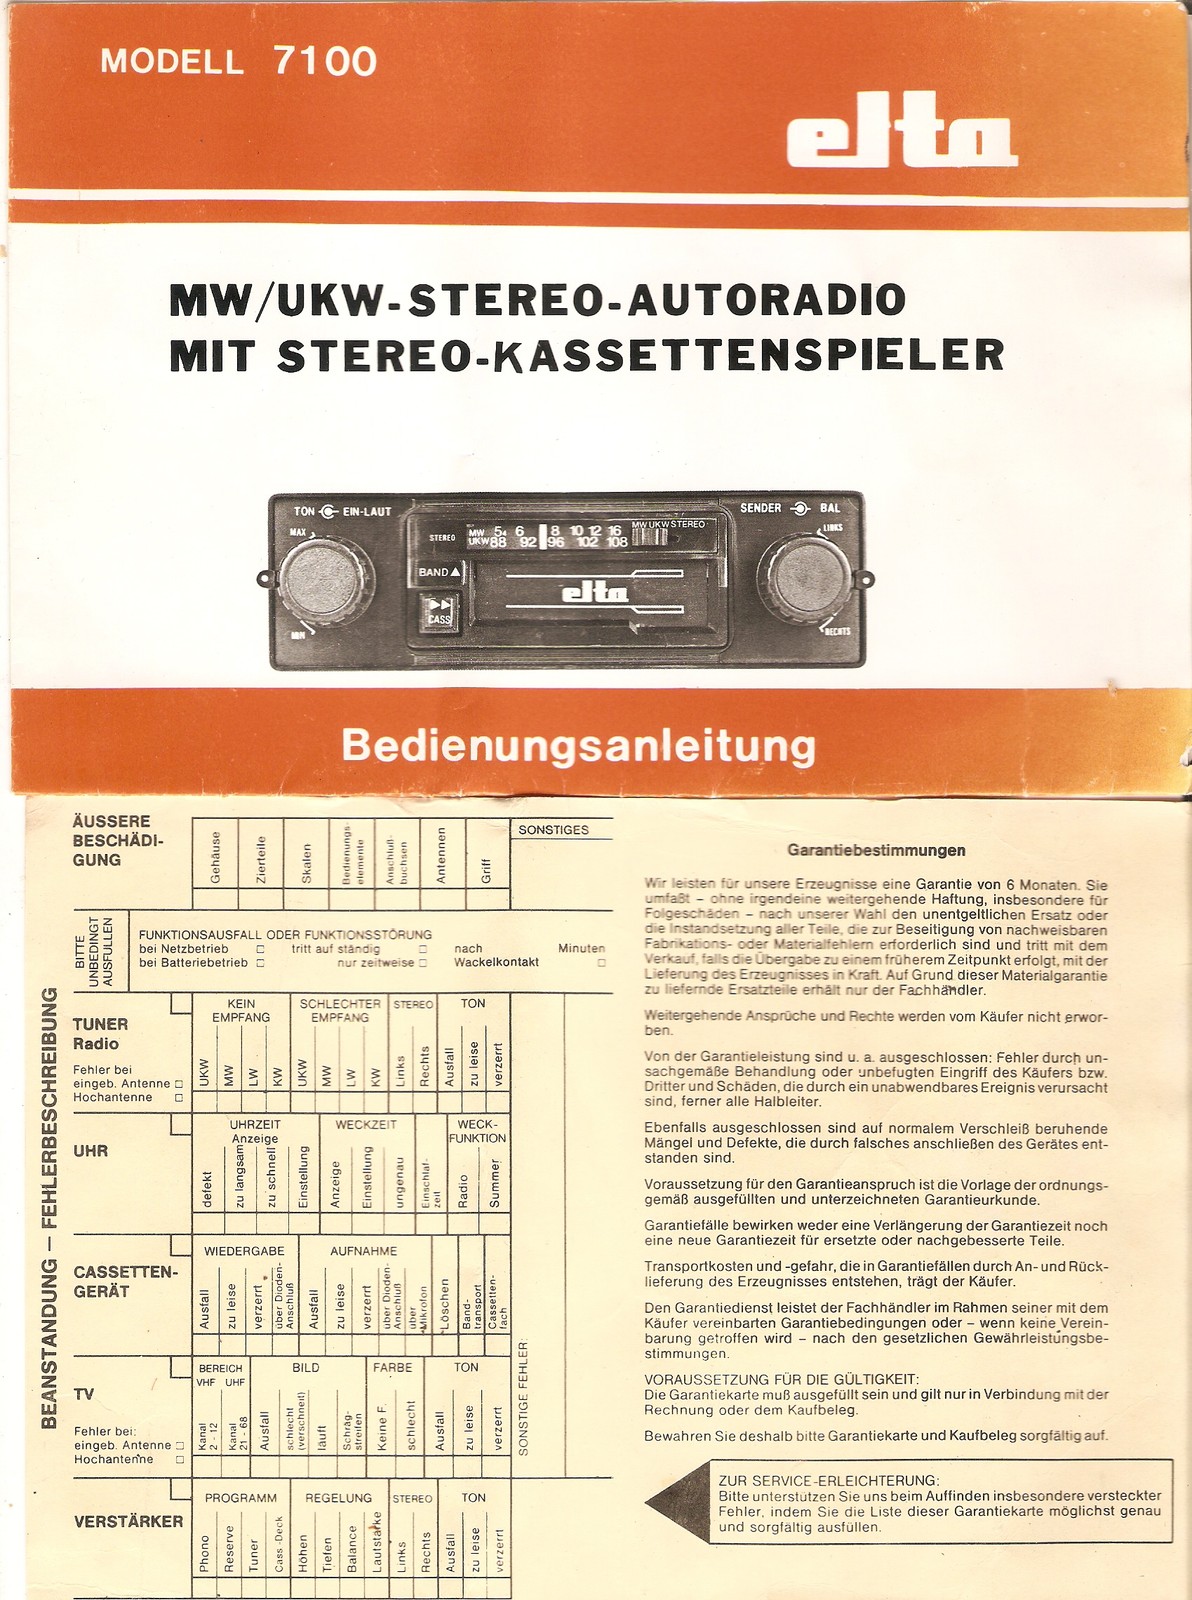 MODELL 7100
elta
MW/UKW-STEREO-AUTORADIO
MIT STEREO-KASSETTENSPIELER
TON EIN-LAUT
SENDER BAL
MAX
LINKS
STEREO
MW 54 6 8 10 12 16
MW UKW STEREO
UKW 88 92 96 102 108
BAND
elta
CASS
MIN
RECHTS
Bedienungsanleitung
BEANSTANDUNG – FEHLERBESCHREIBUNG
ÄUSSERE
BESCHÄDI-
GUNG
Gehäuse
Zierteile
Skalen
Bedienungs-
elemente
Anschluß-
buchsen
Antennen
Griff
SONSTIGES
BITTE
UNBEDINGT
AUSFÜLLEN
FUNKTIONSAUSFALL ODER FUNKTIONSSTÖRUNG
bei Netzbetrieb □ tritt auf ständig □ nach Minuten
bei Batteriebetrieb □ nur zeitweise □ Wackelkontakt □
TUNER
Radio
Fehler bei
eingeb. Antenne □
Hochantenne □
KEIN
EMPFANG
UKW
MW
LW
KW
SCHLECHTER
EMPFANG
UKW
MW
LW
KW
STEREO
Links
Rechts
TON
Ausfall
zu leise
verzerrt
UHR
UHRZEIT
Anzeige
defekt
zu langsam
zu schnell
Einstellung
WECKZEIT
Anzeige
Einstellung
ungenau
Einschlaf-
zeit
WECK-
FUNKTION
Radio
Summer
CASSETTEN-
GERÄT
WIEDERGABE
Ausfall
zu leise
verzerrt
über Dioden-
Anschluß
AUFNAHME
Ausfall
zu leise
verzerrt
über Dioden-
Anschluß
über
Mikrofon
Löschen
Band-
transport
Cassetten-
fach
SONSTIGE FEHLER:
TV
Fehler bei:
eingeb. Antenne □
Hochantenne □
BEREICH
VHF UHF
Kanal
2 - 12
Kanal
21 - 68
BILD
Ausfall
schlecht
(verschneit)
läuft
Schräg-
streifen
FARBE
Keine F.
schlecht
TON
Ausfall
zu leise
verzerrt
VERSTÄRKER
PROGRAMM
Phono
Reserve
Tuner
Cass.-Deck
REGELUNG
Höhen
Tiefen
Balance
Lautstärke
STEREO
Links
Rechts
TON
Ausfall
zu leise
verzerrt
Garantiebestimmungen
Wir leisten für unsere Erzeugnisse eine Garantie von 6 Monaten. Sie
umfaßt – ohne irgendeine weitergehende Haftung, insbesondere für
Folgeschäden – nach unserer Wahl den unentgeltlichen Ersatz oder
die Instandsetzung aller Teile, die zur Beseitigung von nachweisbaren
Fabrikations- oder Materialfehlern erforderlich sind und tritt mit dem
Verkauf, falls die Übergabe zu einem früherem Zeitpunkt erfolgt, mit der
Lieferung des Erzeugnisses in Kraft. Auf Grund dieser Materialgarantie
zu liefernde Ersatzteile erhält nur der Fachhändler.
Weitergehende Ansprüche und Rechte werden vom Käufer nicht erwor-
ben.
Von der Garantieleistung sind u. a. ausgeschlossen: Fehler durch un-
sachgemäße Behandlung oder unbefugten Eingriff des Käufers bzw.
Dritter und Schäden, die durch ein unabwendbares Ereignis verursacht
sind, ferner alle Halbleiter.
Ebenfalls ausgeschlossen sind auf normalem Verschleiß beruhende
Mängel und Defekte, die durch falsches anschließen des Gerätes ent-
standen sind.
Voraussetzung für den Garantieanspruch ist die Vorlage der ordnungs-
gemäß ausgefüllten und unterzeichneten Garantieurkunde.
Garantiefälle bewirken weder eine Verlängerung der Garantiezeit noch
eine neue Garantiezeit für ersetzte oder nachgebesserte Teile.
Transportkosten und -gefahr, die in Garantiefällen durch An- und Rück-
lieferung des Erzeugnisses entstehen, trägt der Käufer.
Den Garantiedienst leistet der Fachhändler im Rahmen seiner mit dem
Käufer vereinbarten Garantiebedingungen oder – wenn keine Verein-
barung getroffen wird – nach den gesetzlichen Gewährleistungsbe-
stimmungen.
VORAUSSETZUNG FÜR DIE GÜLTIGKEIT:
Die Garantiekarte muß ausgefüllt sein und gilt nur in Verbindung mit der
Rechnung oder dem Kaufbeleg.
Bewahren Sie deshalb bitte Garantiekarte und Kaufbeleg sorgfältig auf.
ZUR SERVICE-ERLEICHTERUNG:
Bitte unterstützen Sie uns beim Auffinden insbesondere versteckter
Fehler, indem Sie die Liste dieser Garantiekarte möglichst genau
und sorgfältig ausfüllen.